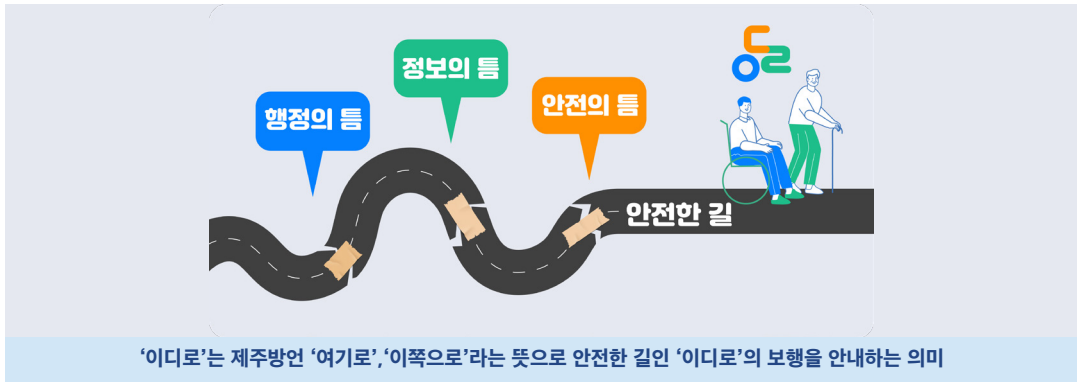 행정의 틈
정보의 틈
안전의 틈
안전한 길
‘이디로’는 제주방언 ‘여기로’,‘이쪽으로’라는 뜻으로 안전한 길인 ‘이디로’의 보행을 안내하는 의미